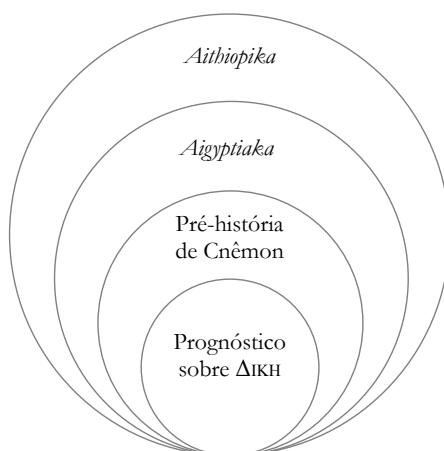 Aithiopika
Aigyptiaka
Pré-história
de Cnêmon
Prognóstico
sobre ΔΙΚΗ